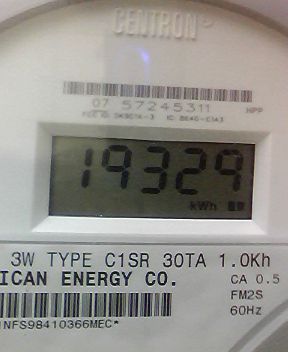 CENTRON
07 57245311 HPP
19329
kWh
3W TYPE C1SR 30TA 1.0Kh
ICAN ENERGY CO.
CA 0.5
FM2S
60Hz
NFS98410366MEC*